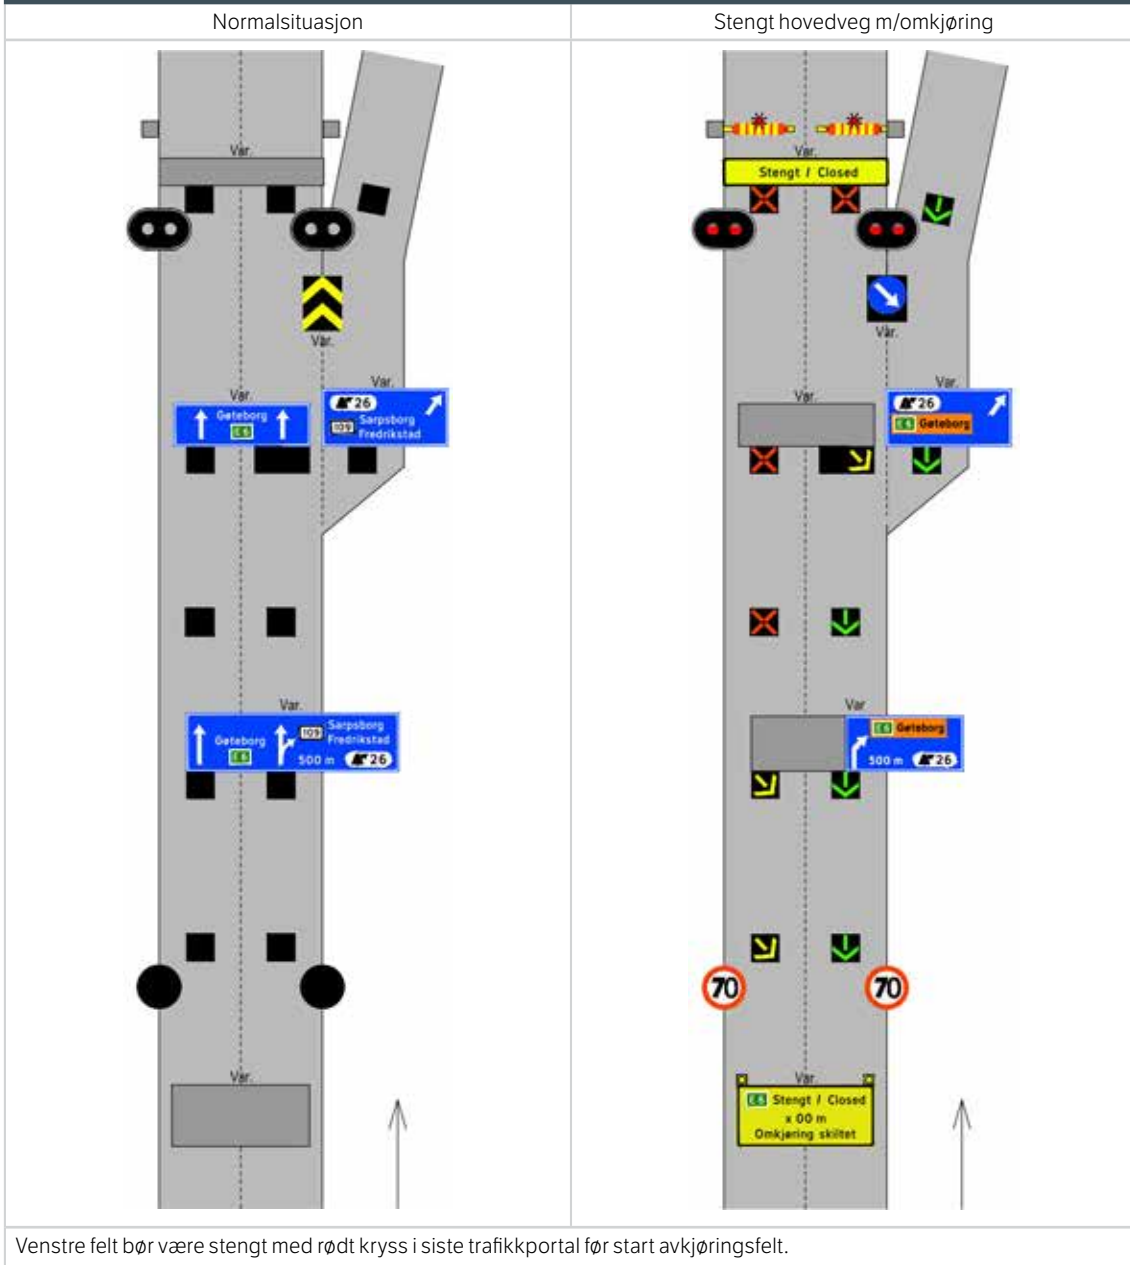 Normalsituasjon
Stengt hovedveg m/omkjøring
Var.
Var.
Var.
Var.
Gøteborg
E6
26
109 Sarpsborg
Fredrikstad
Var.
Gøteborg
E6
109 Sarpsborg
Fredrikstad
500 m 26
Var.
Var.
Stengt / Closed
Var.
Var.
Var.
26
E6 Gøteborg
Var
E6 Gøteborg
500 m 26
70
70
Var.
E6 Stengt / Closed
x 00 m
Omkjøring skiltet
Venstre felt bør være stengt med rødt kryss i siste trafikkportal før start avkjøringsfelt.